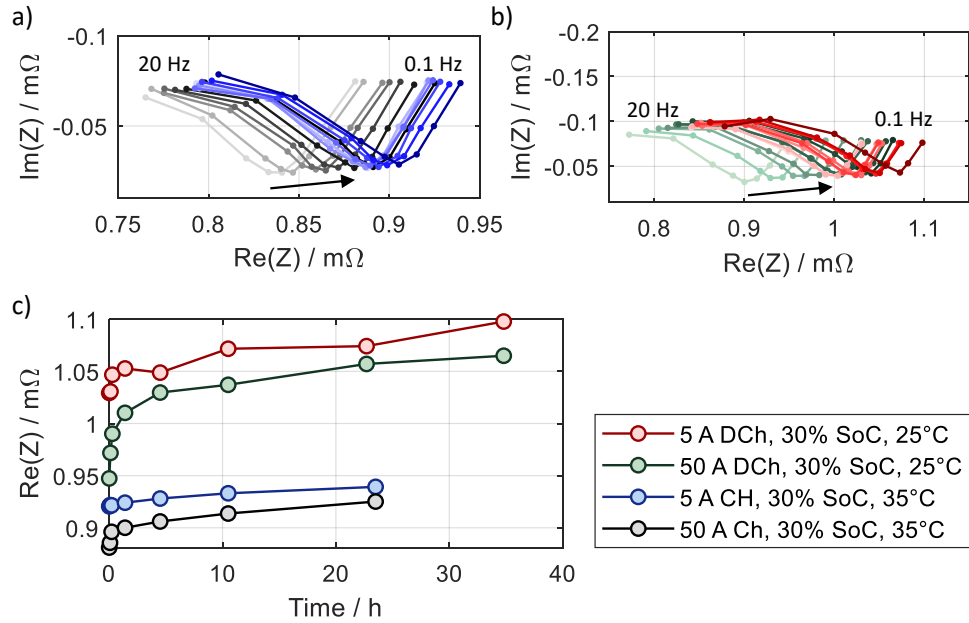 a)
-0.1
-0.05
Im(Z) / mΩ
20 Hz
0.1 Hz
0.75
0.8
0.85
0.9
0.95
Re(Z) / mΩ
b)
-0.2
-0.15
-0.1
-0.05
Im(Z) / mΩ
20 Hz
0.1 Hz
0.8
0.9
1
1.1
Re(Z) / mΩ
c)
1.1
1.05
1
0.95
0.9
Re(Z) / mΩ
0
10
20
30
40
Time / h
5 A DCh, 30% SoC, 25°C
50 A DCh, 30% SoC, 25°C
5 A CH, 30% SoC, 35°C
50 A Ch, 30% SoC, 35°C